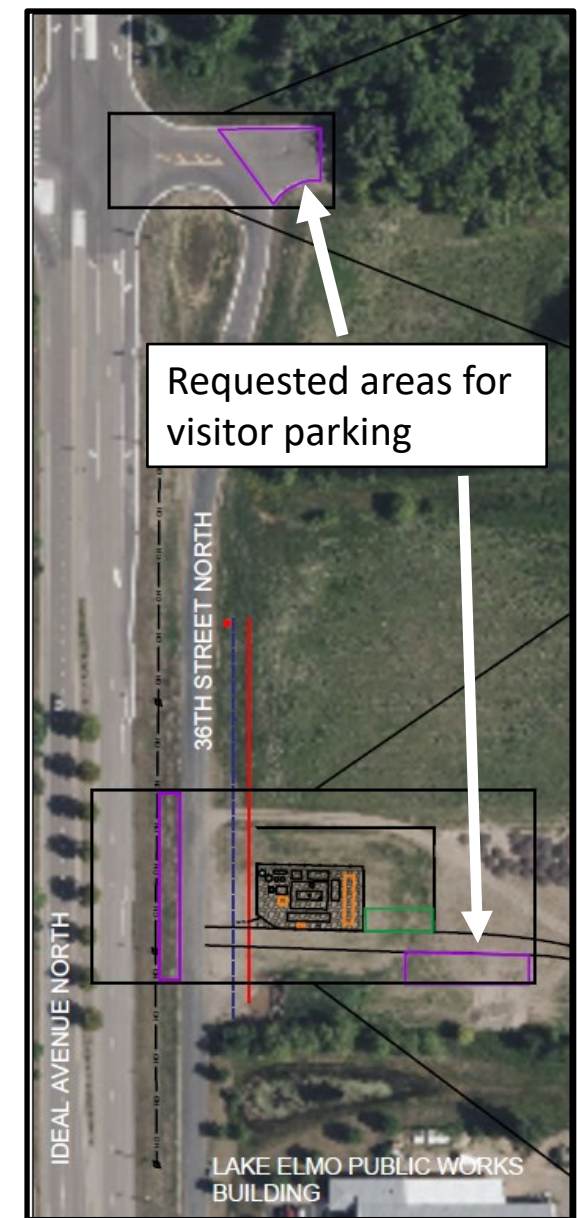 Requested areas for
visitor parking
36TH STREET NORTH
IDEAL AVENUE NORTH
LAKE ELMO PUBLIC WORKS
BUILDING